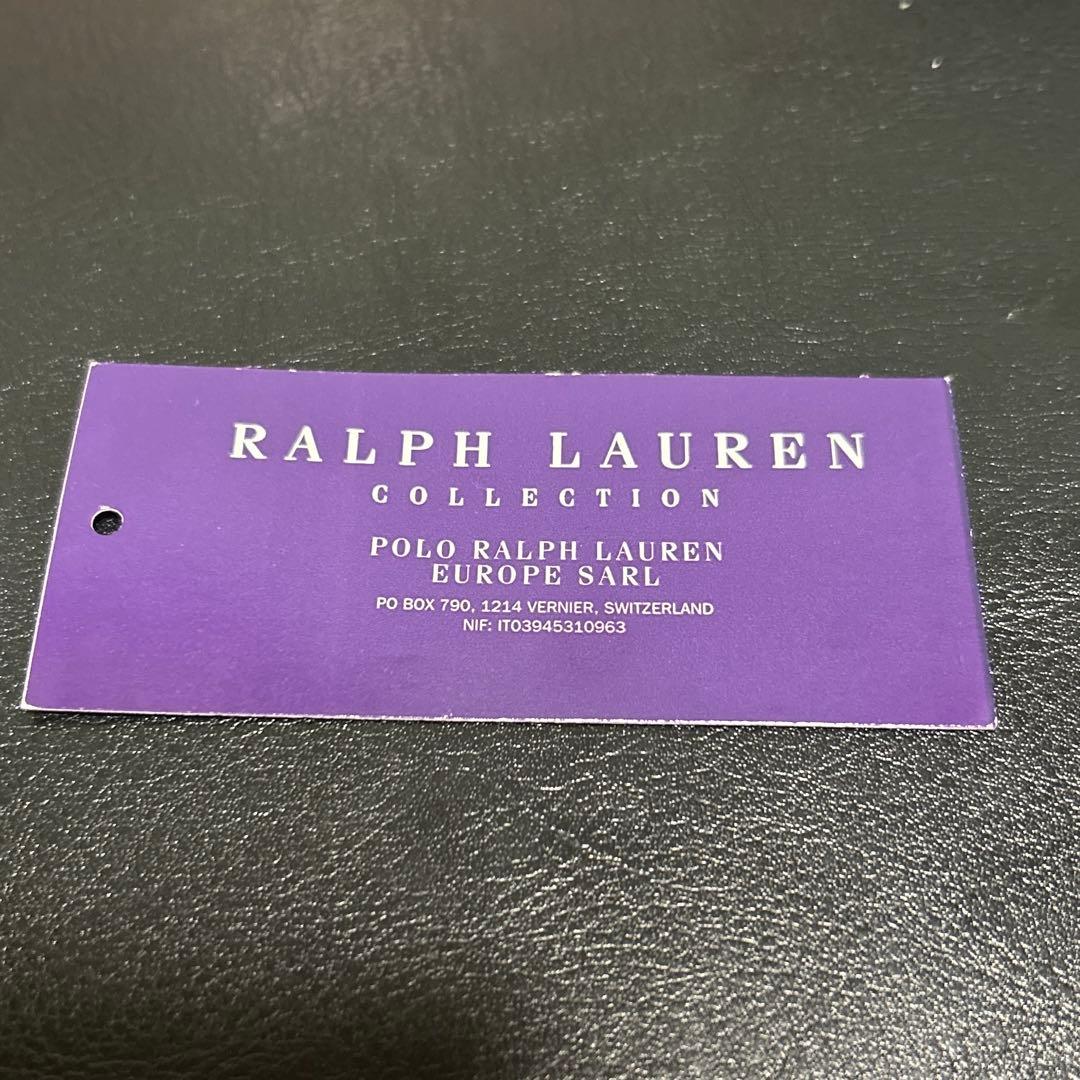 RALPH LAUREN
COLLECTION
POLO RALPH LAUREN
EUROPE SARL
PO BOX 790, 1214 VERNIER, SWITZERLAND
NIF: IT03945310963